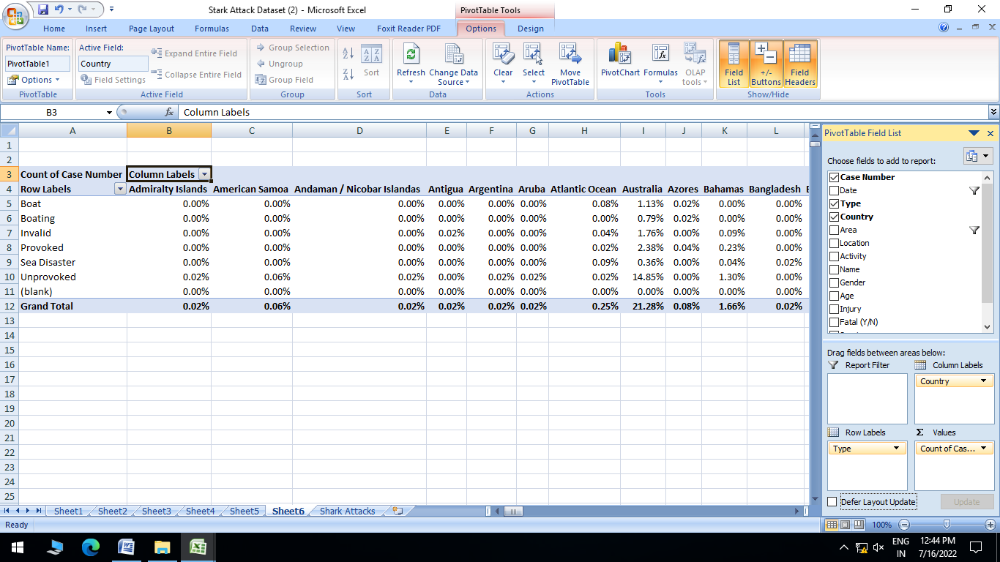 Stark Attack Dataset (2) - Microsoft Excel
PivotTable Tools
Home Insert Page Layout Formulas Data Review View Foxit Reader PDF Options Design
PivotTable Name:
PivotTable1
Options
PivotTable
Active Field:
Country
Field Settings
Expand Entire Field
Collapse Entire Field
Active Field
Group Selection
Ungroup
Group Field
Group
Sort
Sort
Refresh
Change Data
Source
Data
Clear
Select
Move
PivotTable
Actions
PivotChart
Formulas
OLAP
tools
Tools
Field
List
+/-
Buttons
Field
Headers
Show/Hide
B3 fx Column Labels
A B C D E F G H I J K L
1
2
3 Count of Case Number Column Labels
4 Row Labels Admiralty Islands American Samoa Andaman / Nicobar Islandas Antigua Argentina Aruba Atlantic Ocean Australia Azores Bahamas Bangladesh
5 Boat 0.00% 0.00% 0.00% 0.00% 0.00% 0.00% 0.08% 1.13% 0.02% 0.00% 0.00%
6 Boating 0.00% 0.00% 0.00% 0.00% 0.00% 0.00% 0.00% 0.79% 0.02% 0.00% 0.00%
7 Invalid 0.00% 0.00% 0.00% 0.02% 0.00% 0.00% 0.04% 1.76% 0.00% 0.09% 0.00%
8 Provoked 0.00% 0.00% 0.00% 0.00% 0.00% 0.00% 0.02% 2.38% 0.04% 0.23% 0.00%
9 Sea Disaster 0.00% 0.00% 0.00% 0.00% 0.00% 0.00% 0.09% 0.36% 0.00% 0.04% 0.02%
10 Unprovoked 0.02% 0.06% 0.02% 0.00% 0.02% 0.02% 0.02% 14.85% 0.00% 1.30% 0.00%
11 (blank) 0.00% 0.00% 0.00% 0.00% 0.00% 0.00% 0.00% 0.00% 0.00% 0.00% 0.00%
12 Grand Total 0.02% 0.06% 0.02% 0.02% 0.02% 0.02% 0.25% 21.28% 0.08% 1.66% 0.02%
13
14
15
16
17
18
19
20
21
22
23
24
25
PivotTable Field List
Choose fields to add to report:
Case Number
Date
Type
Country
Area
Location
Activity
Name
Gender
Age
Injury
Fatal (Y/N)
Drag fields between areas below:
Report Filter
Column Labels
Country
Row Labels
Σ Values
Type
Count of Cas...
Defer Layout Update
Update
Sheet1 Sheet2 Sheet3 Sheet4 Sheet5 Sheet6 Shark Attacks
Ready
100%
ENG
IN
12:44 PM
7/16/2022